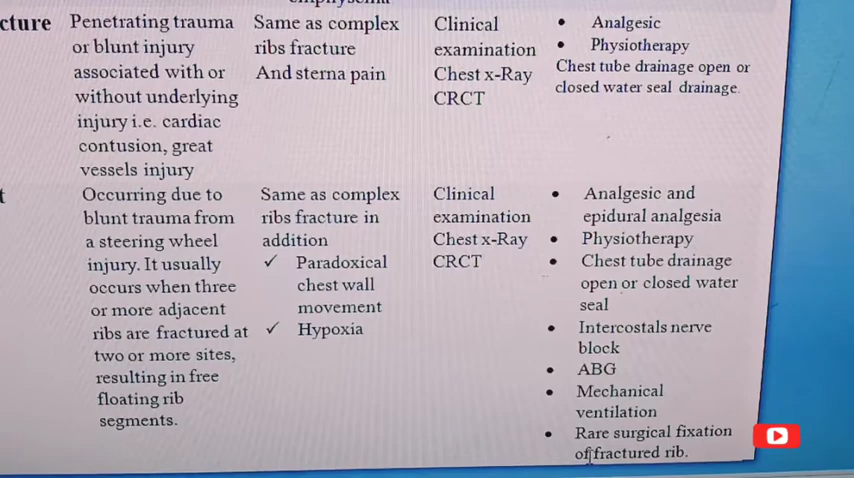 cture
Penetrating trauma
or blunt injury
associated with or
without underlying
injury i.e. cardiac
contusion, great
vessels injury
Same as complex
ribs fracture
And sterna pain
Clinical
examination
Chest x-Ray
CRCT
• Analgesic
• Physiotherapy
Chest tube drainage open or
closed water seal drainage.
t
Occurring due to
blunt trauma from
a steering wheel
injury. It usually
occurs when three
or more adjacent
ribs are fractured at
two or more sites,
resulting in free
floating rib
segments.
Same as complex
ribs fracture in
addition
✓ Paradoxical
chest wall
movement
✓ Hypoxia
Clinical
examination
Chest x-Ray
CRCT
• Analgesic and
epidural analgesia
• Physiotherapy
• Chest tube drainage
open or closed water
seal
• Intercostals nerve
block
• ABG
• Mechanical
ventilation
• Rare surgical fixation
of fractured rib.